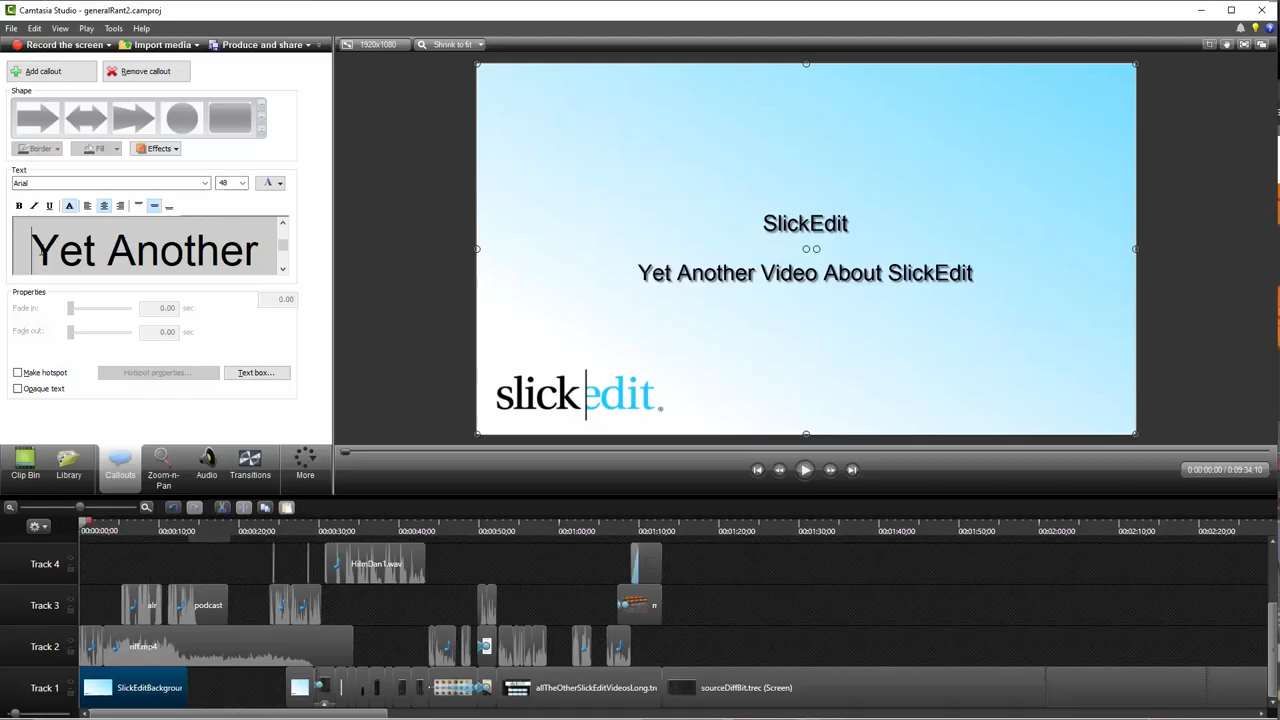 Camtasia Studio - generalRant2.camproj
File Edit View Play Tools Help
Record the screen Import media Produce and share
1920x1080 Shrink to fit
Add callout Remove callout
Shape
Border Fill Effects
Text
Arial 48 A
B I U A
Yet Another
Properties
0.00
Fade in: 0.00 sec
Fade out: 0.00 sec
Make hotspot Hotspot properties... Text box...
Opaque text
SlickEdit
Yet Another Video About SlickEdit
slickedit
Clip Bin Library Callouts Zoom-n-Pan Audio Transitions More
0:00:00;00 / 0:09:34;10
00:00:00;00 00:00:10;00 00:00:20;00 00:00:30;00 00:00:40;00 00:00:50;00 00:01:00;00 00:01:10;00 00:01:20;00 00:01:30;00 00:01:40;00 00:01:50;00 00:02:00;00 00:02:10;00 00:02:20;00
Track 4 HiImDan1.wav
Track 3 alr podcast
Track 2 riff.mp4
Track 1 SlickEditBackgrour allTheOtherSlickEditVideosLong.tr sourceDiffBit.trec (Screen)